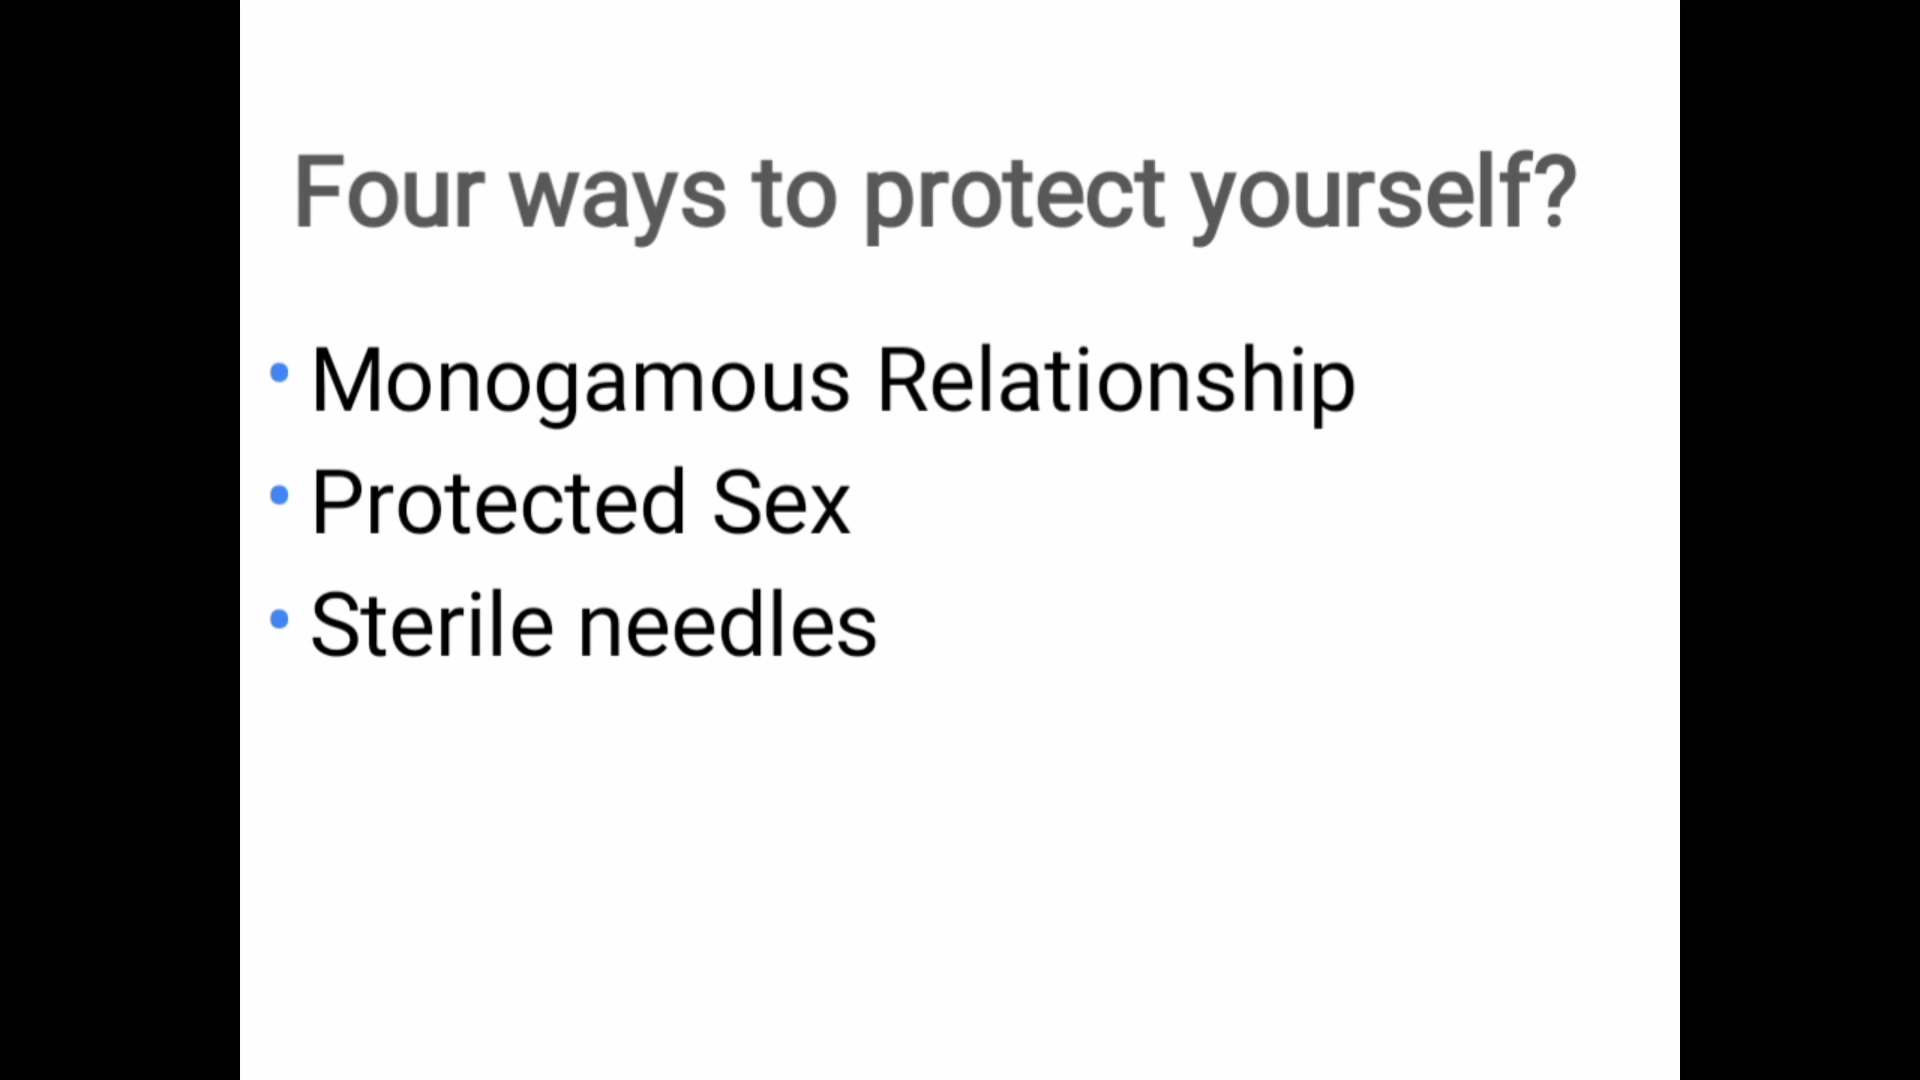 Four ways to protect yourself?
• Monogamous Relationship
• Protected Sex
• Sterile needles